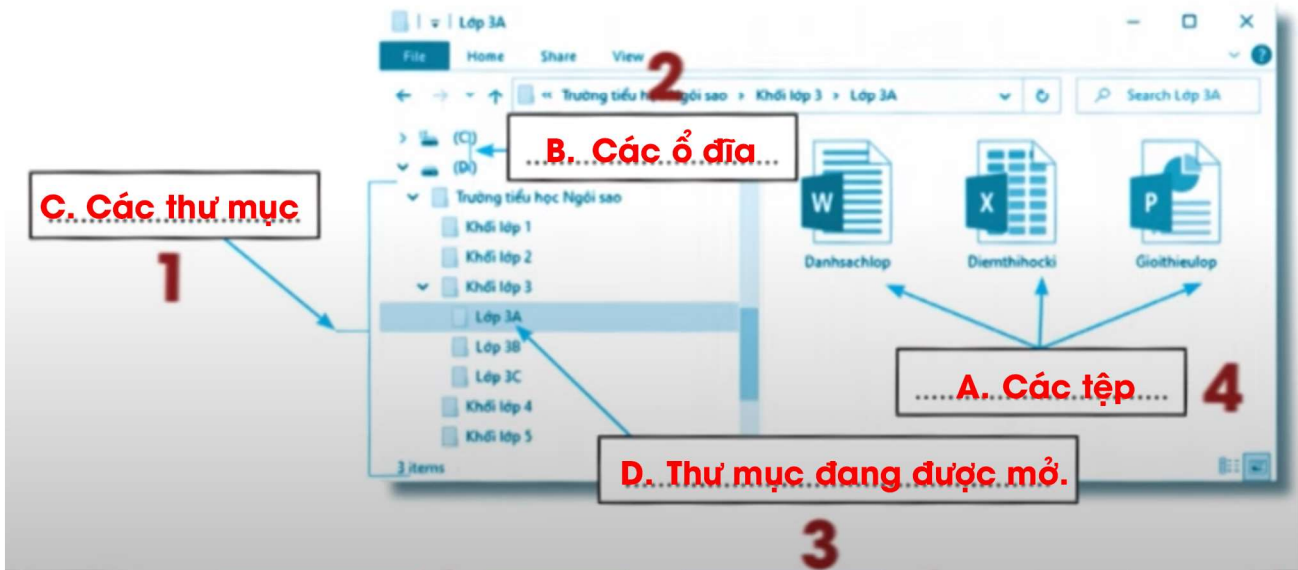 Lớp 3A
File Home Share View
2
« Trường tiểu học Ngôi sao › Khối lớp 3 › Lớp 3A
Search Lớp 3A
(C:)
(D:)
B. Các ổ đĩa
C. Các thư mục
1
Trường tiểu học Ngôi sao
Khối lớp 1
Khối lớp 2
Khối lớp 3
Lớp 3A
Lớp 3B
Lớp 3C
Khối lớp 4
Khối lớp 5
3 items
W
X
P
Danhsachlop
Diemthihocki
Gioithieulop
A. Các tệp
4
D. Thư mục đang được mở.
3